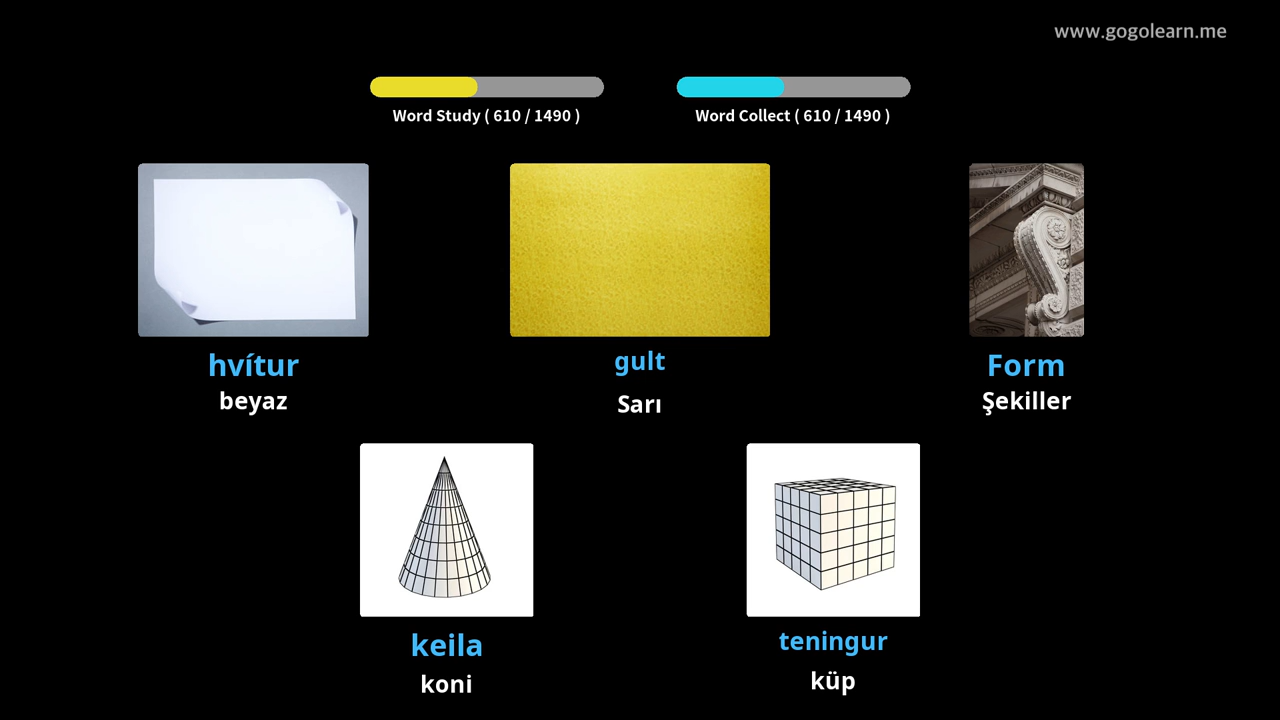 www.gogolearn.me
Word Study ( 610 / 1490 )
Word Collect ( 610 / 1490 )
hvítur
beyaz
gult
Sarı
Form
Şekiller
keila
koni
teningur
küp